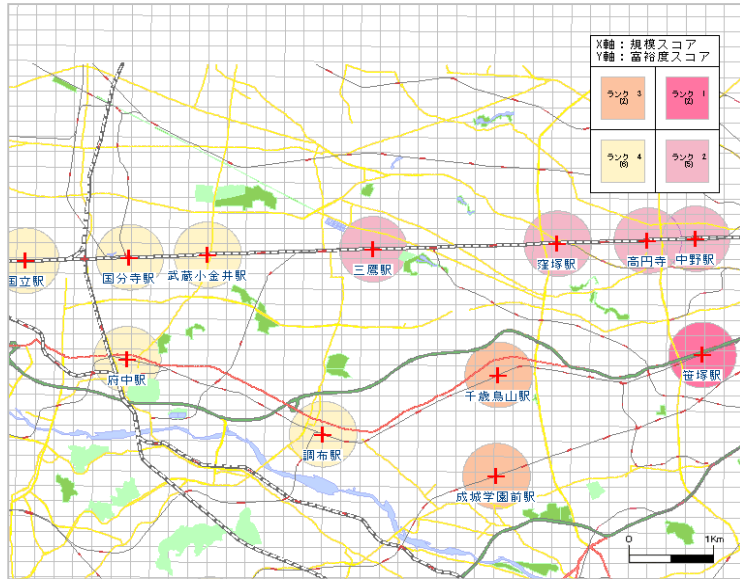 X軸：規模スコア
Y軸：富裕度スコア
ランク 3
(2)
ランク 1
(2)
ランク 4
(6)
ランク 2
(5)
国立駅
国分寺駅
武蔵小金井駅
三鷹駅
窪塚駅
高円寺
中野駅
府中駅
千歳鳥山駅
笹塚駅
調布駅
成城学園前駅
0
1Km